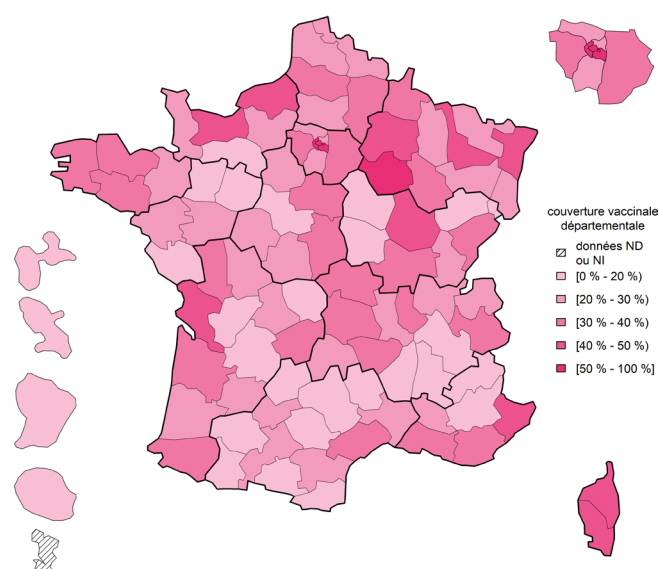 couverture vaccinale
départementale
données ND
ou NI
[0 % - 20 %)
[20 % - 30 %)
[30 % - 40 %)
[40 % - 50 %)
[50 % - 100 %]